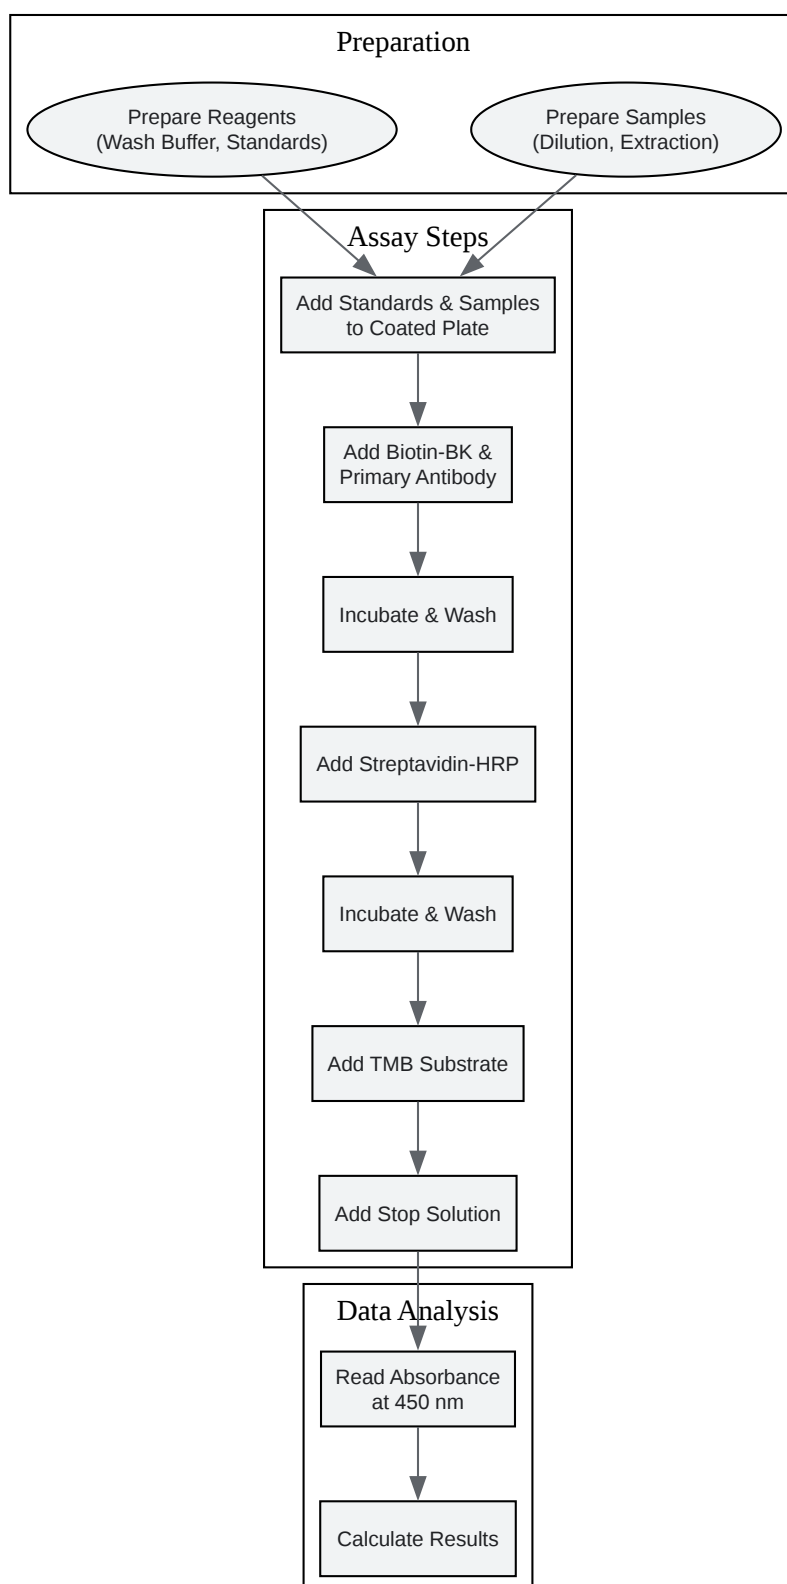 Preparation
Prepare Reagents
(Wash Buffer, Standards)
Prepare Samples
(Dilution, Extraction)
Assay Steps
Add Standards & Samples
to Coated Plate
Add Biotin-BK &
Primary Antibody
Incubate & Wash
Add Streptavidin-HRP
Incubate & Wash
Add TMB Substrate
Add Stop Solution
Data Analysis
Read Absorbance
at 450 nm
Calculate Results